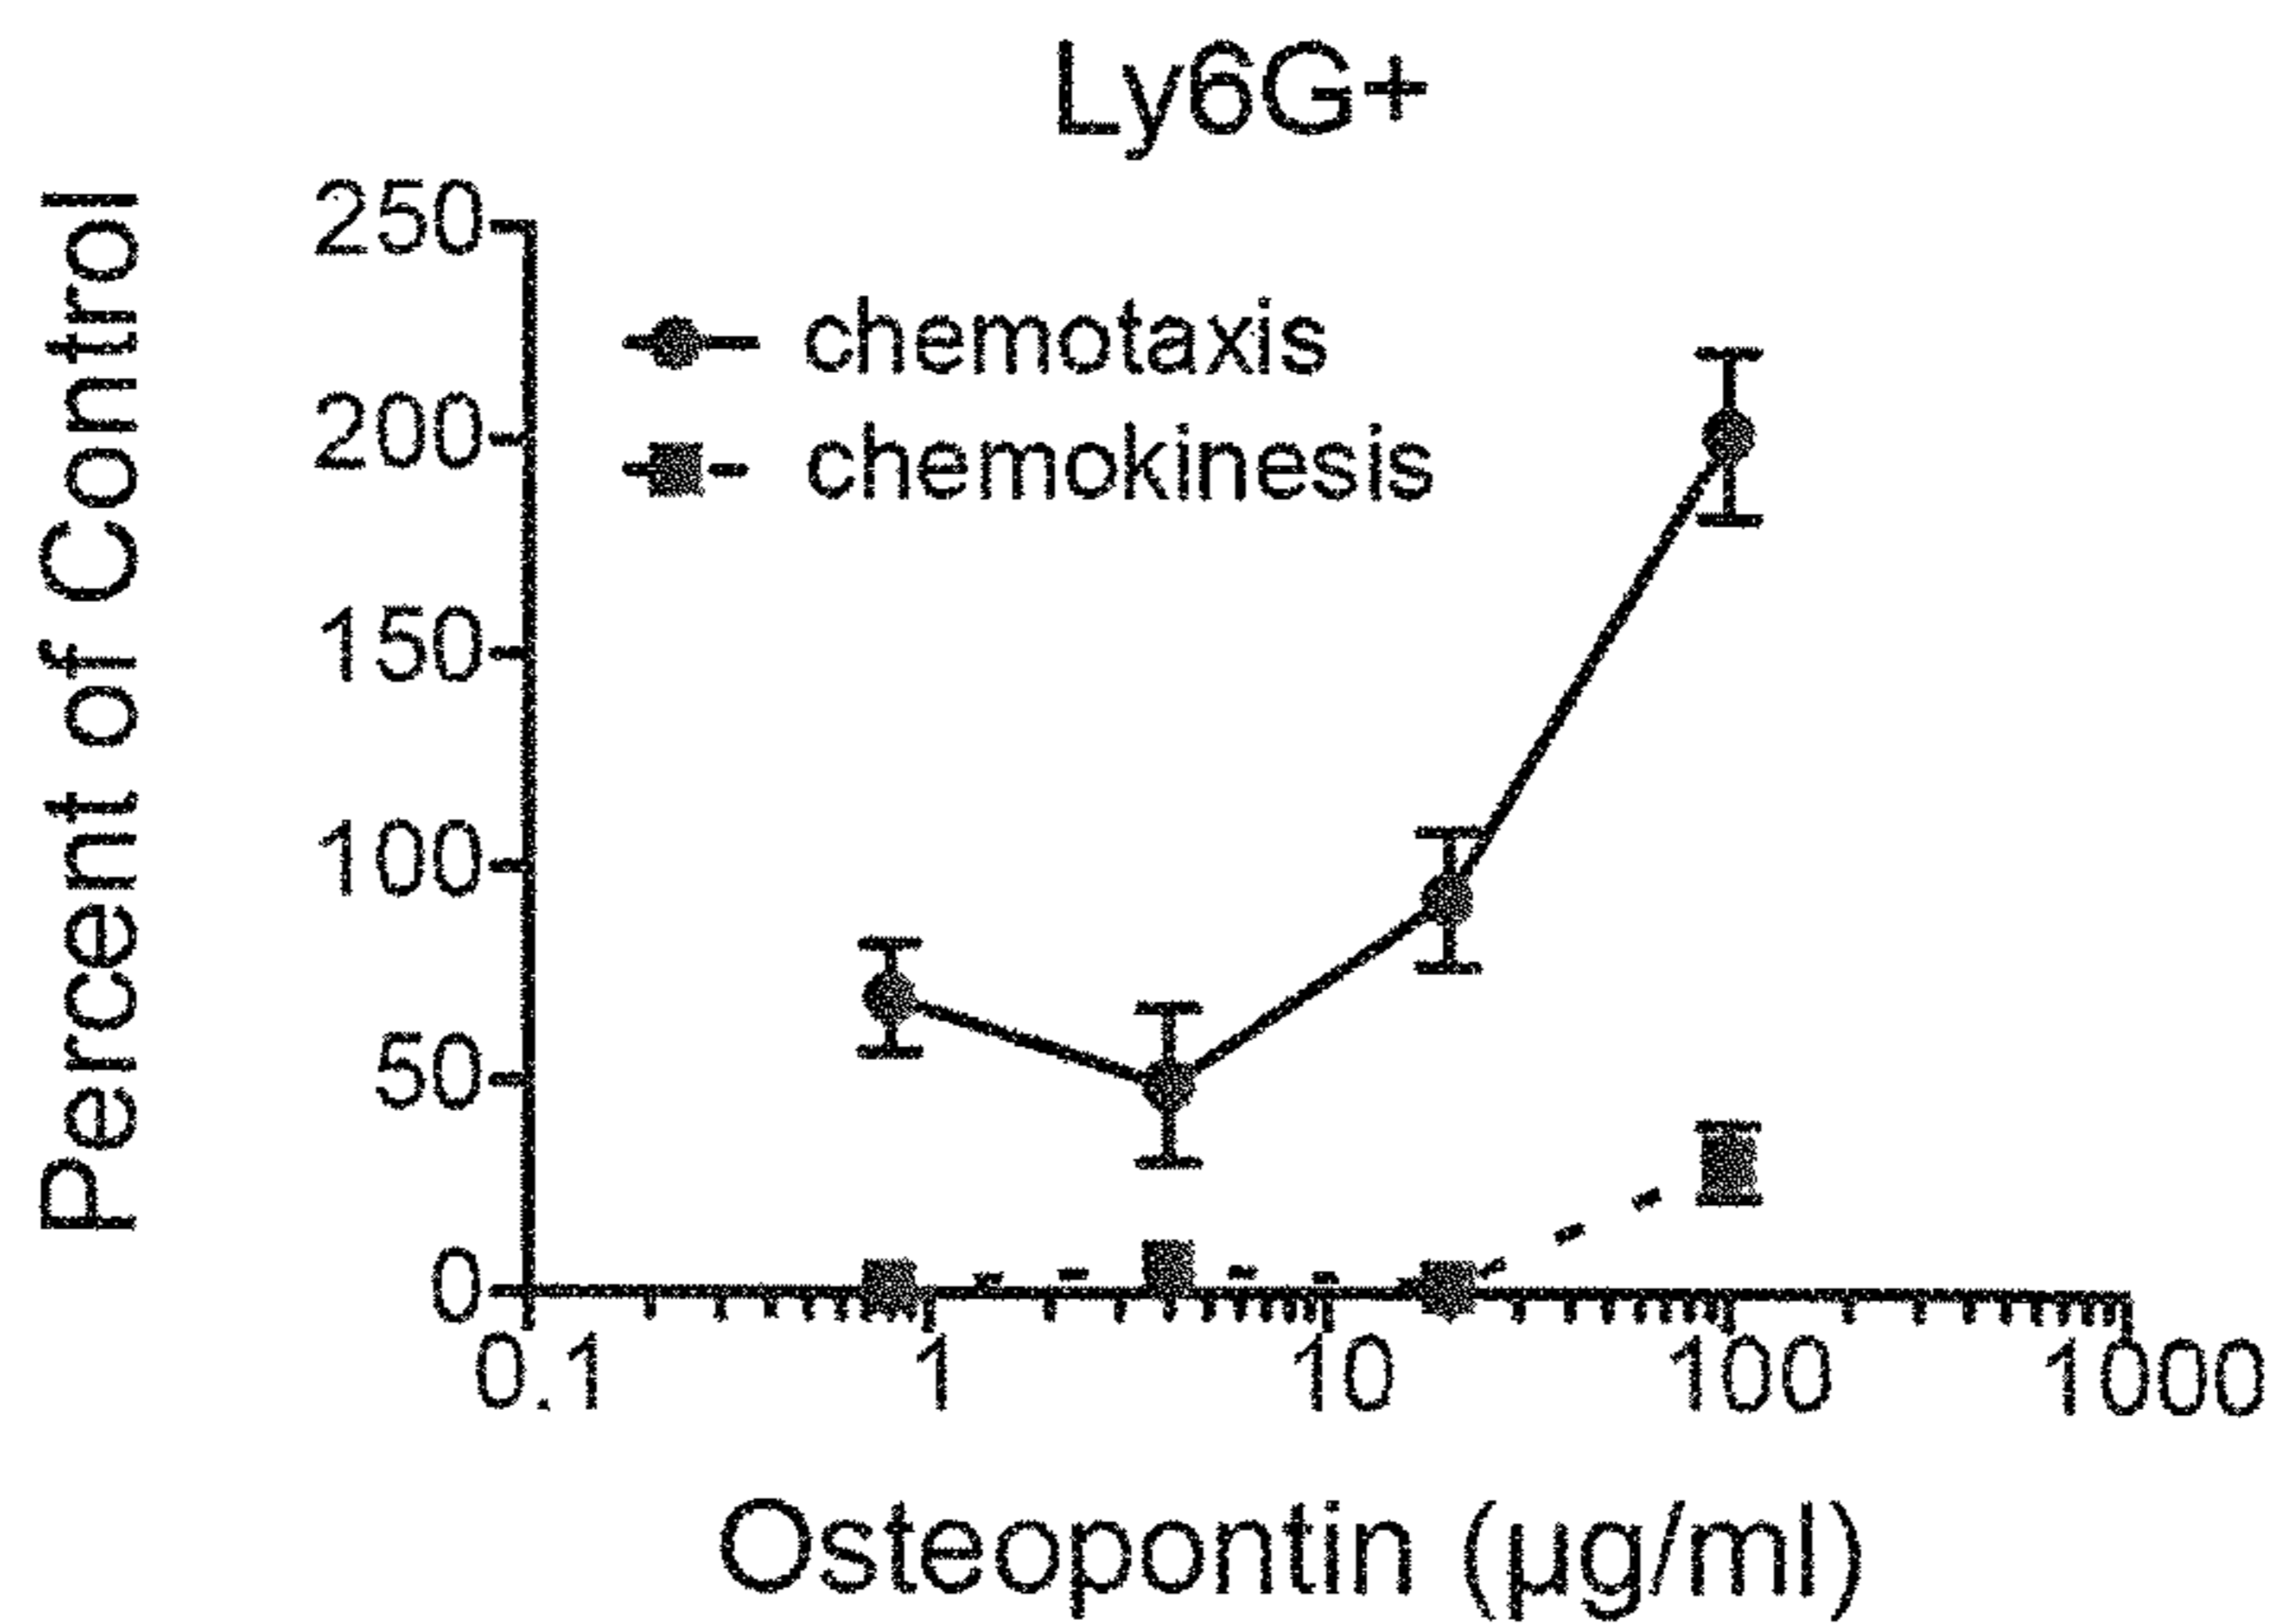 Ly6G+
Percent of Control
250
200
150
100
50
0
chemotaxis
chemokinesis
0.1 1 10 100 1000
Osteopontin (μg/ml)